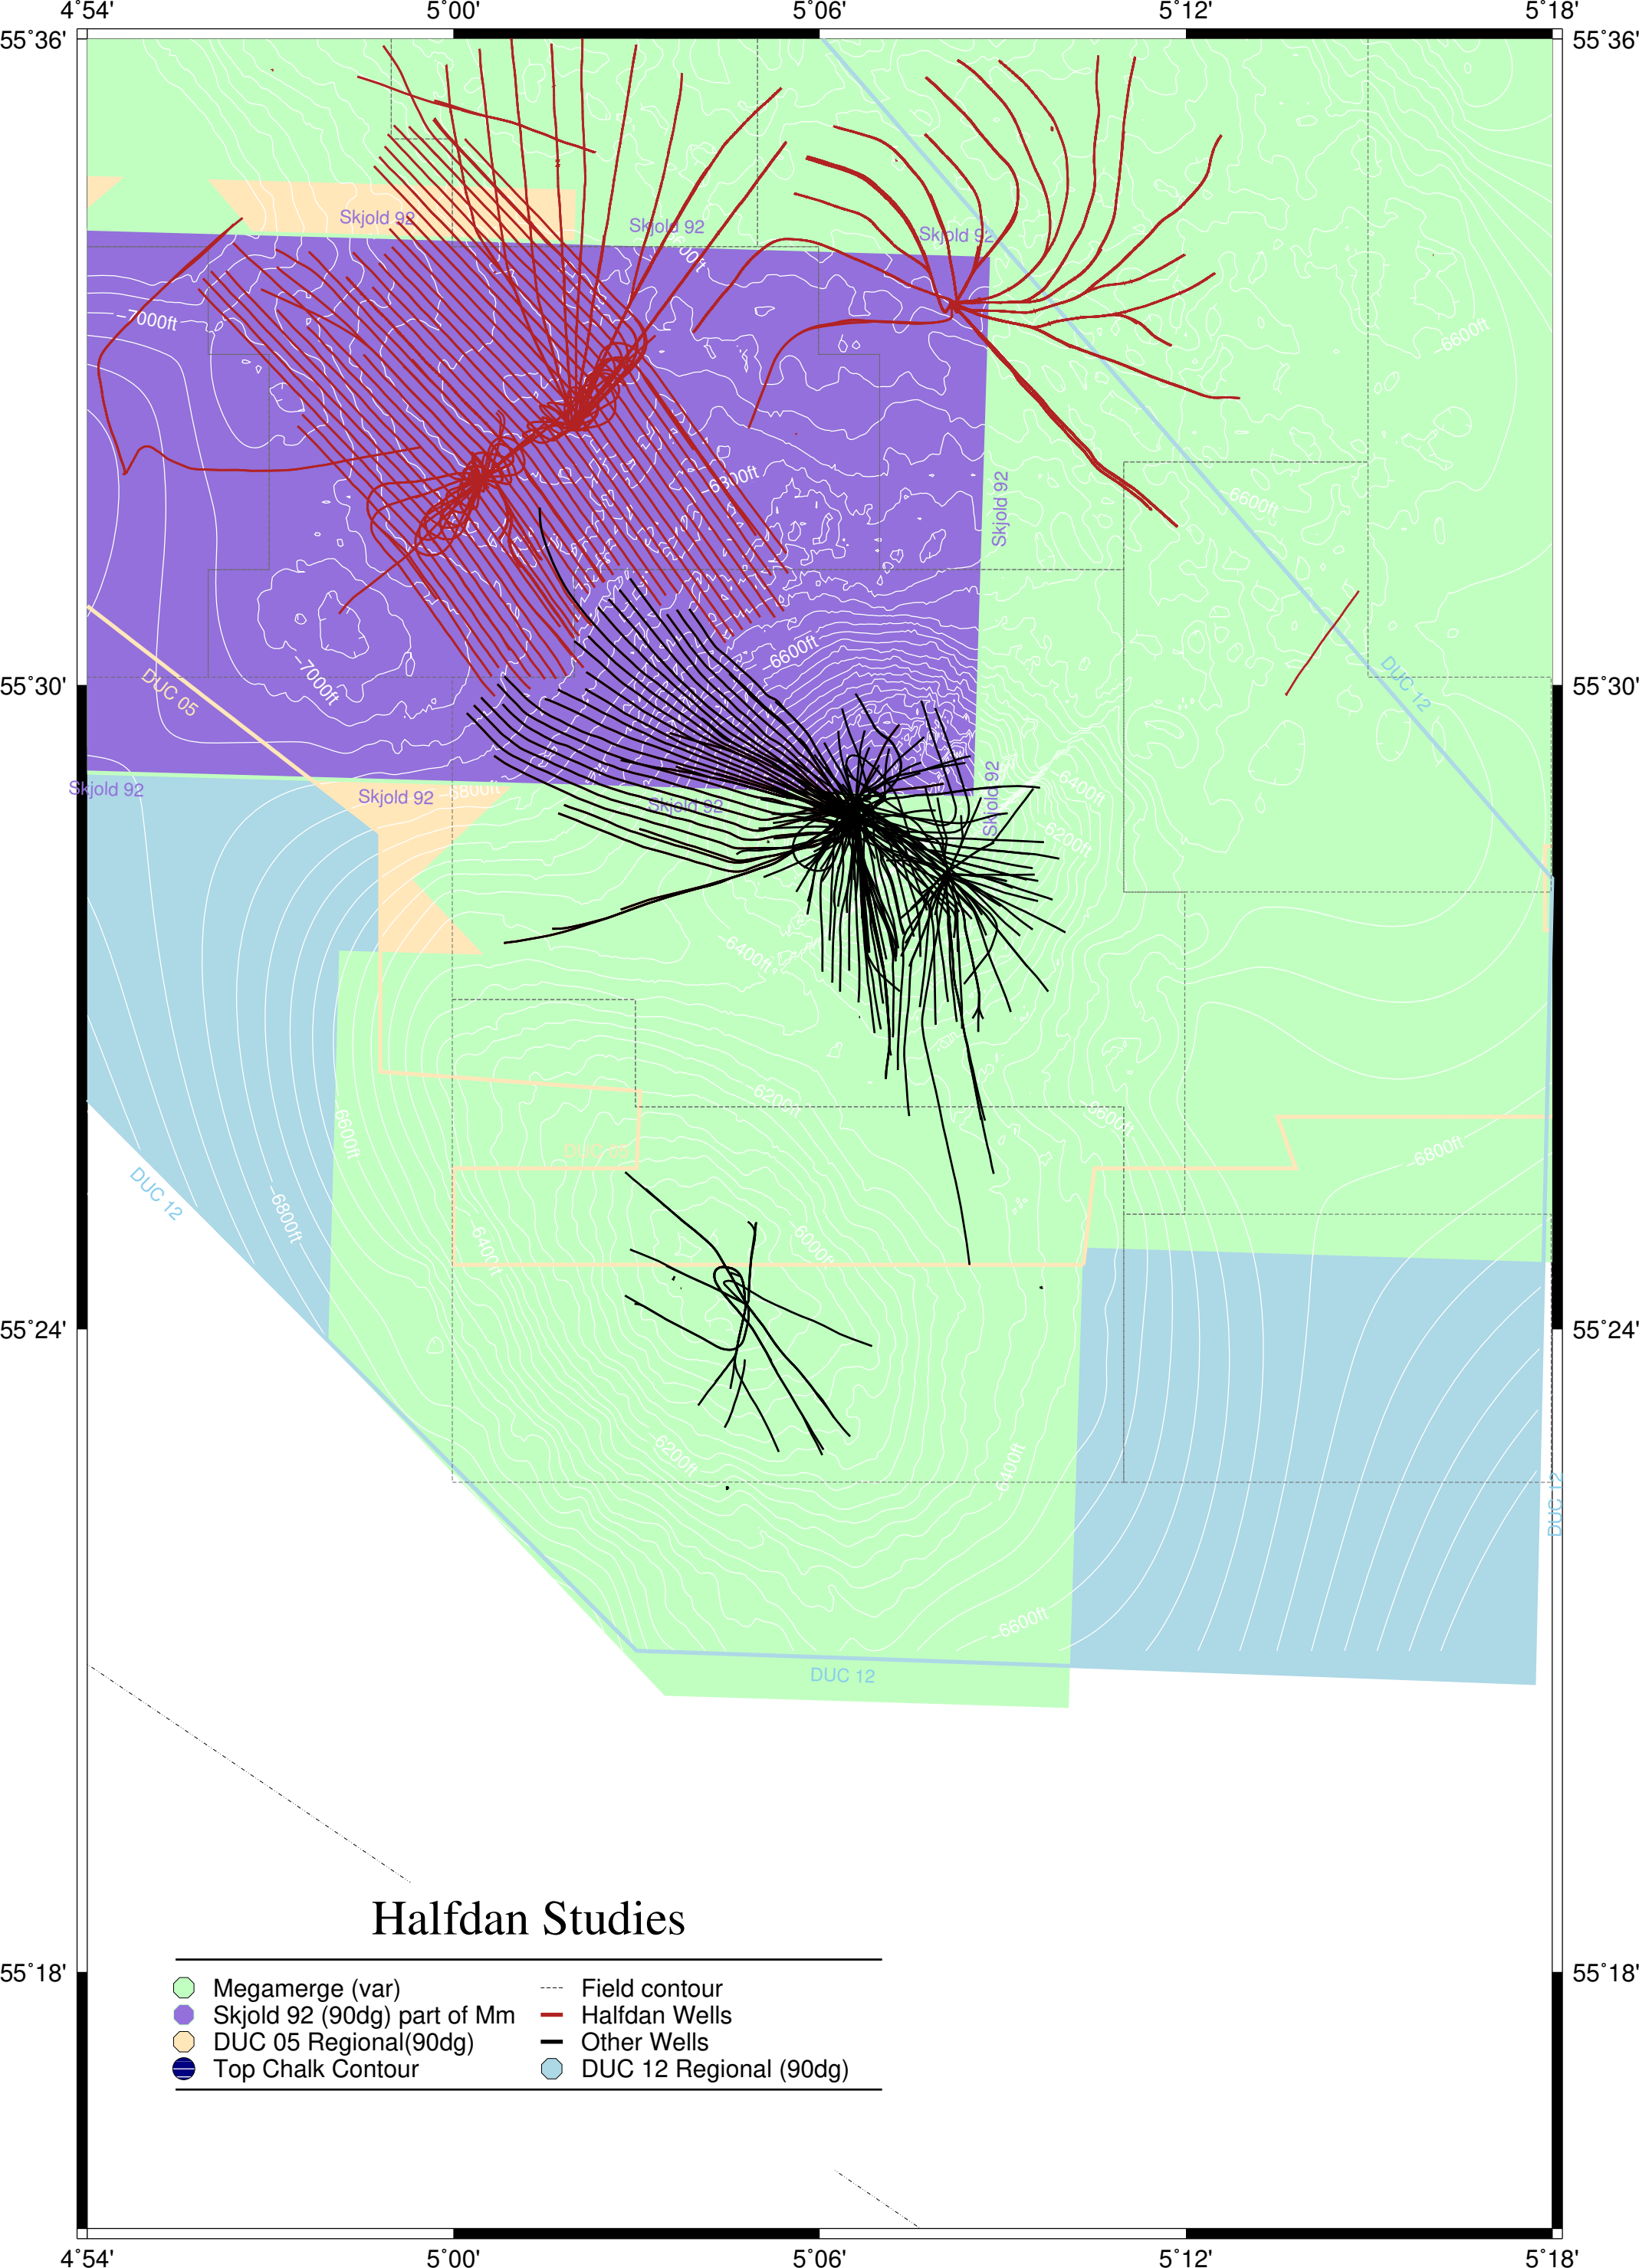 4°54' 5°00' 5°06' 5°12' 5°18'
55°36' 55°36'
Skjold 92 Skjold 92 Skjold 92
−7000ft
−6600ft
−6300ft
Skjold 92
−6600ft
−6600ft
−7000ft
DUC 05
DUC 12
55°30' 55°30'
Skjold 92 Skjold 92 Skjold 92
Skjold 92
−6400ft
−6200ft
−6400ft
−6200ft
−6600ft
6600ft
DUC 05
−6800ft
DUC 12
−6800ft
−6400ft
−6000ft
55°24' 55°24'
−6200ft
−6400ft
DUC 12
−6600ft
DUC 12
Halfdan Studies
Megamerge (var)
Skjold 92 (90dg) part of Mm
DUC 05 Regional(90dg)
Top Chalk Contour
Field contour
Halfdan Wells
Other Wells
DUC 12 Regional (90dg)
55°18' 55°18'
4°54' 5°00' 5°06' 5°12' 5°18'